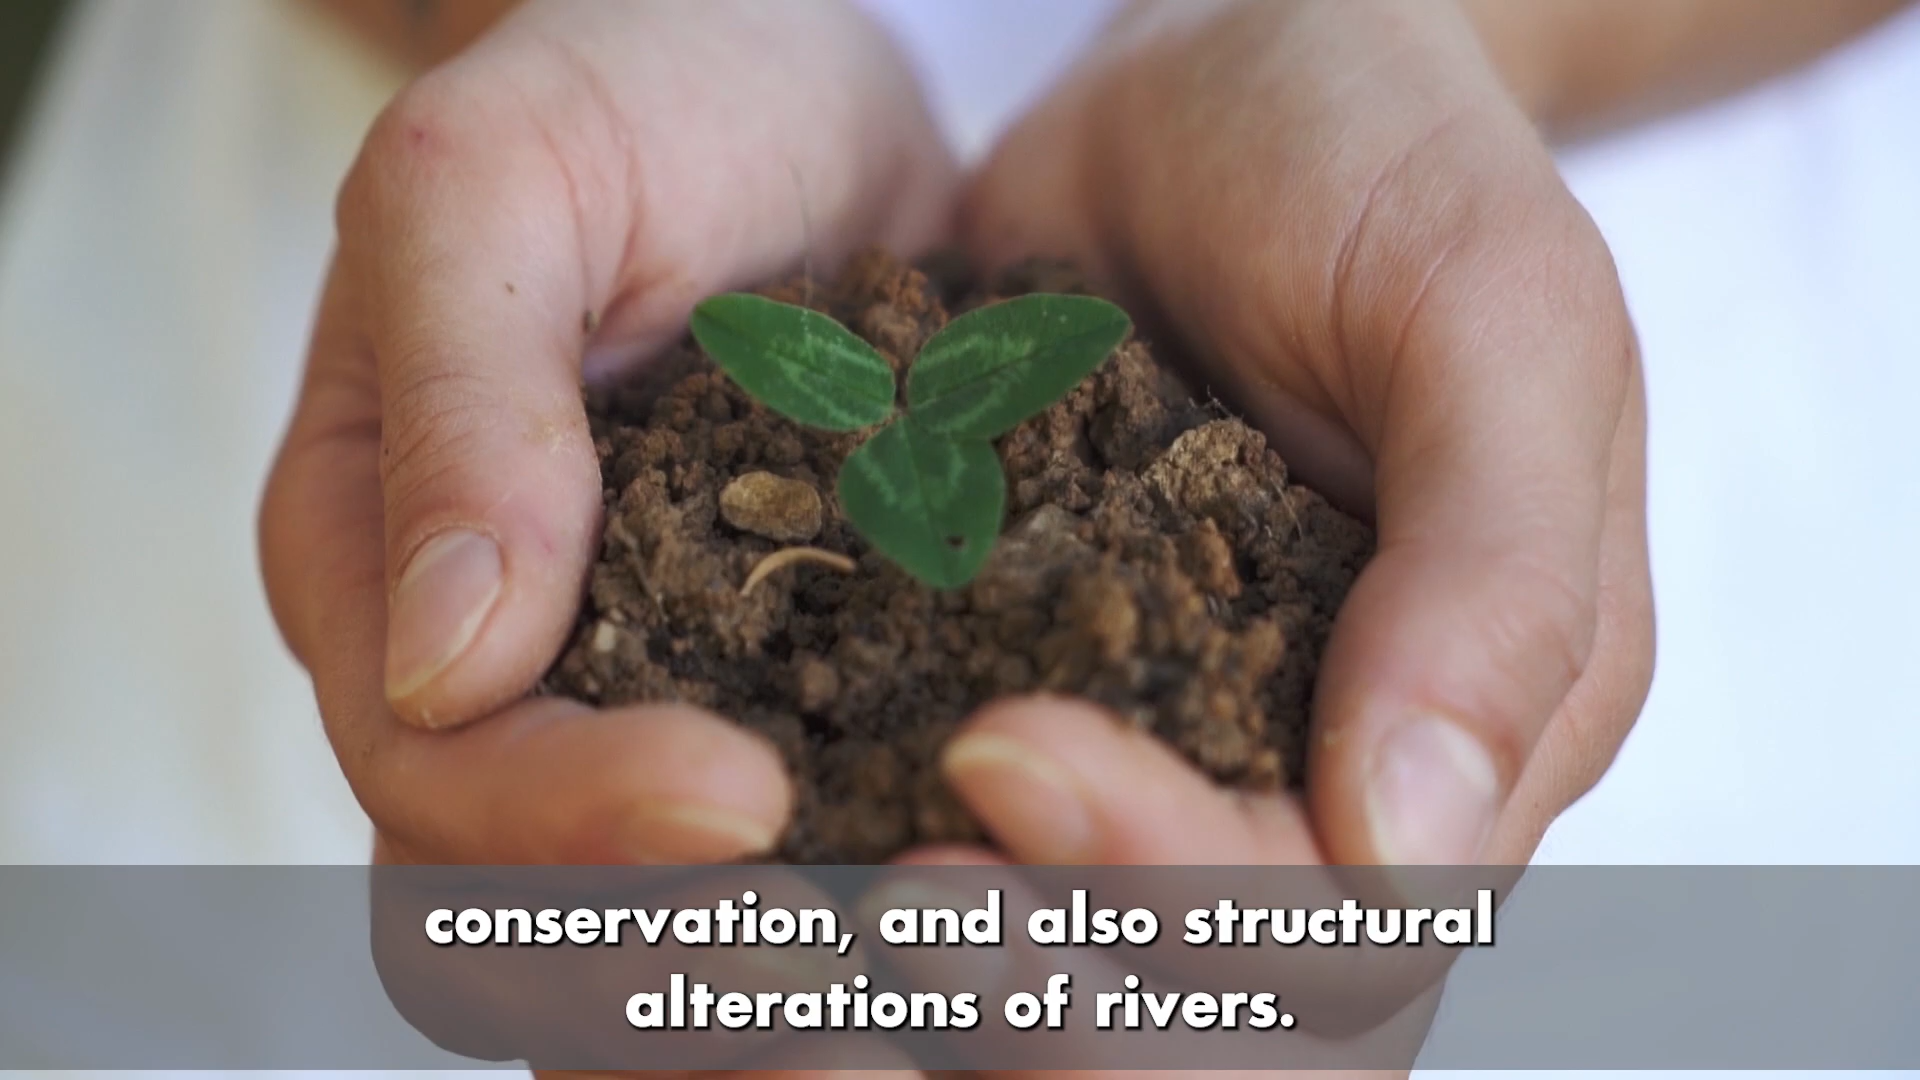 conservation, and also structural
alterations of rivers.